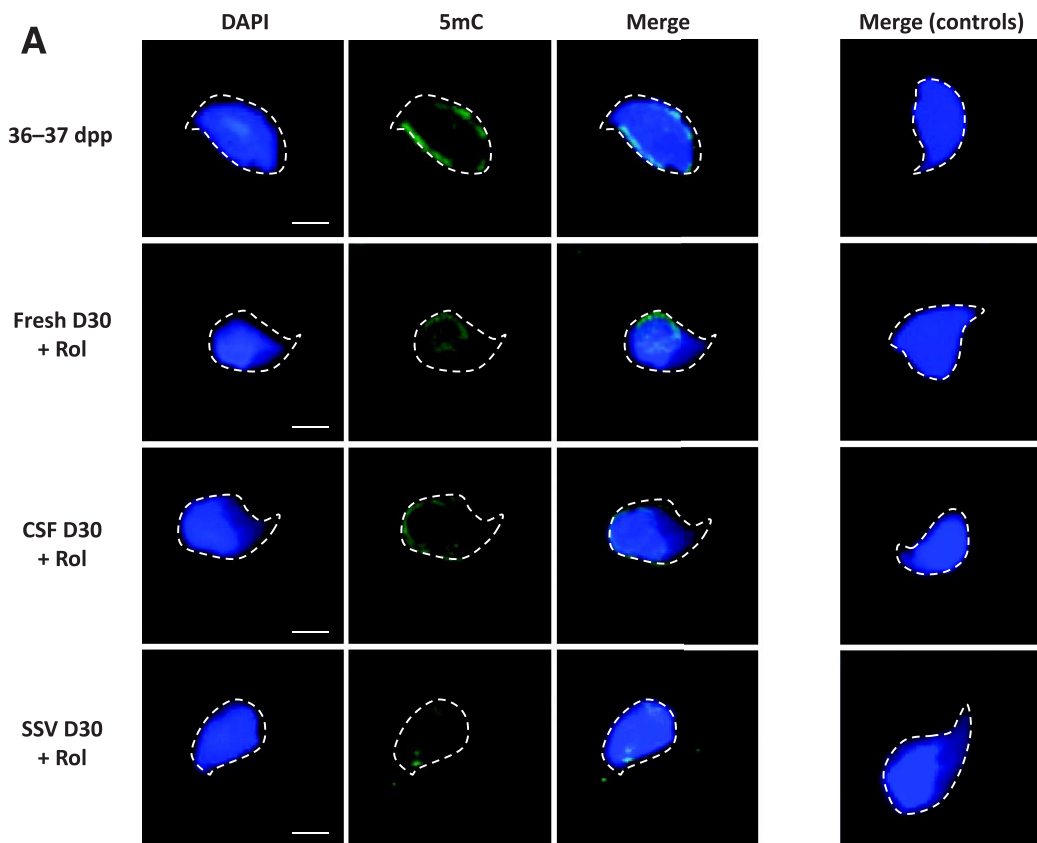 A
DAPI
5mC
Merge
Merge (controls)
36–37 dpp
Fresh D30
+ Rol
CSF D30
+ Rol
SSV D30
+ Rol